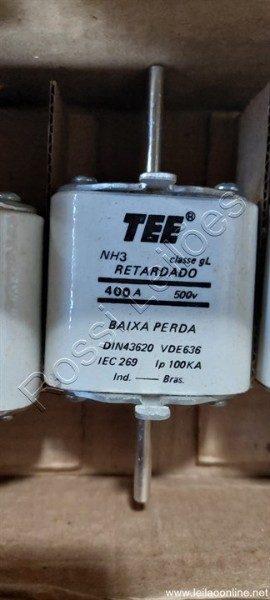 TEE®
NH3 classe gL
RETARDADO
400A 500v
BAIXA PERDA
DIN43620 VDE636
IEC 269 Ip 100KA
Ind. — Bras.
Rossi Leilões
www.leilaoonline.net